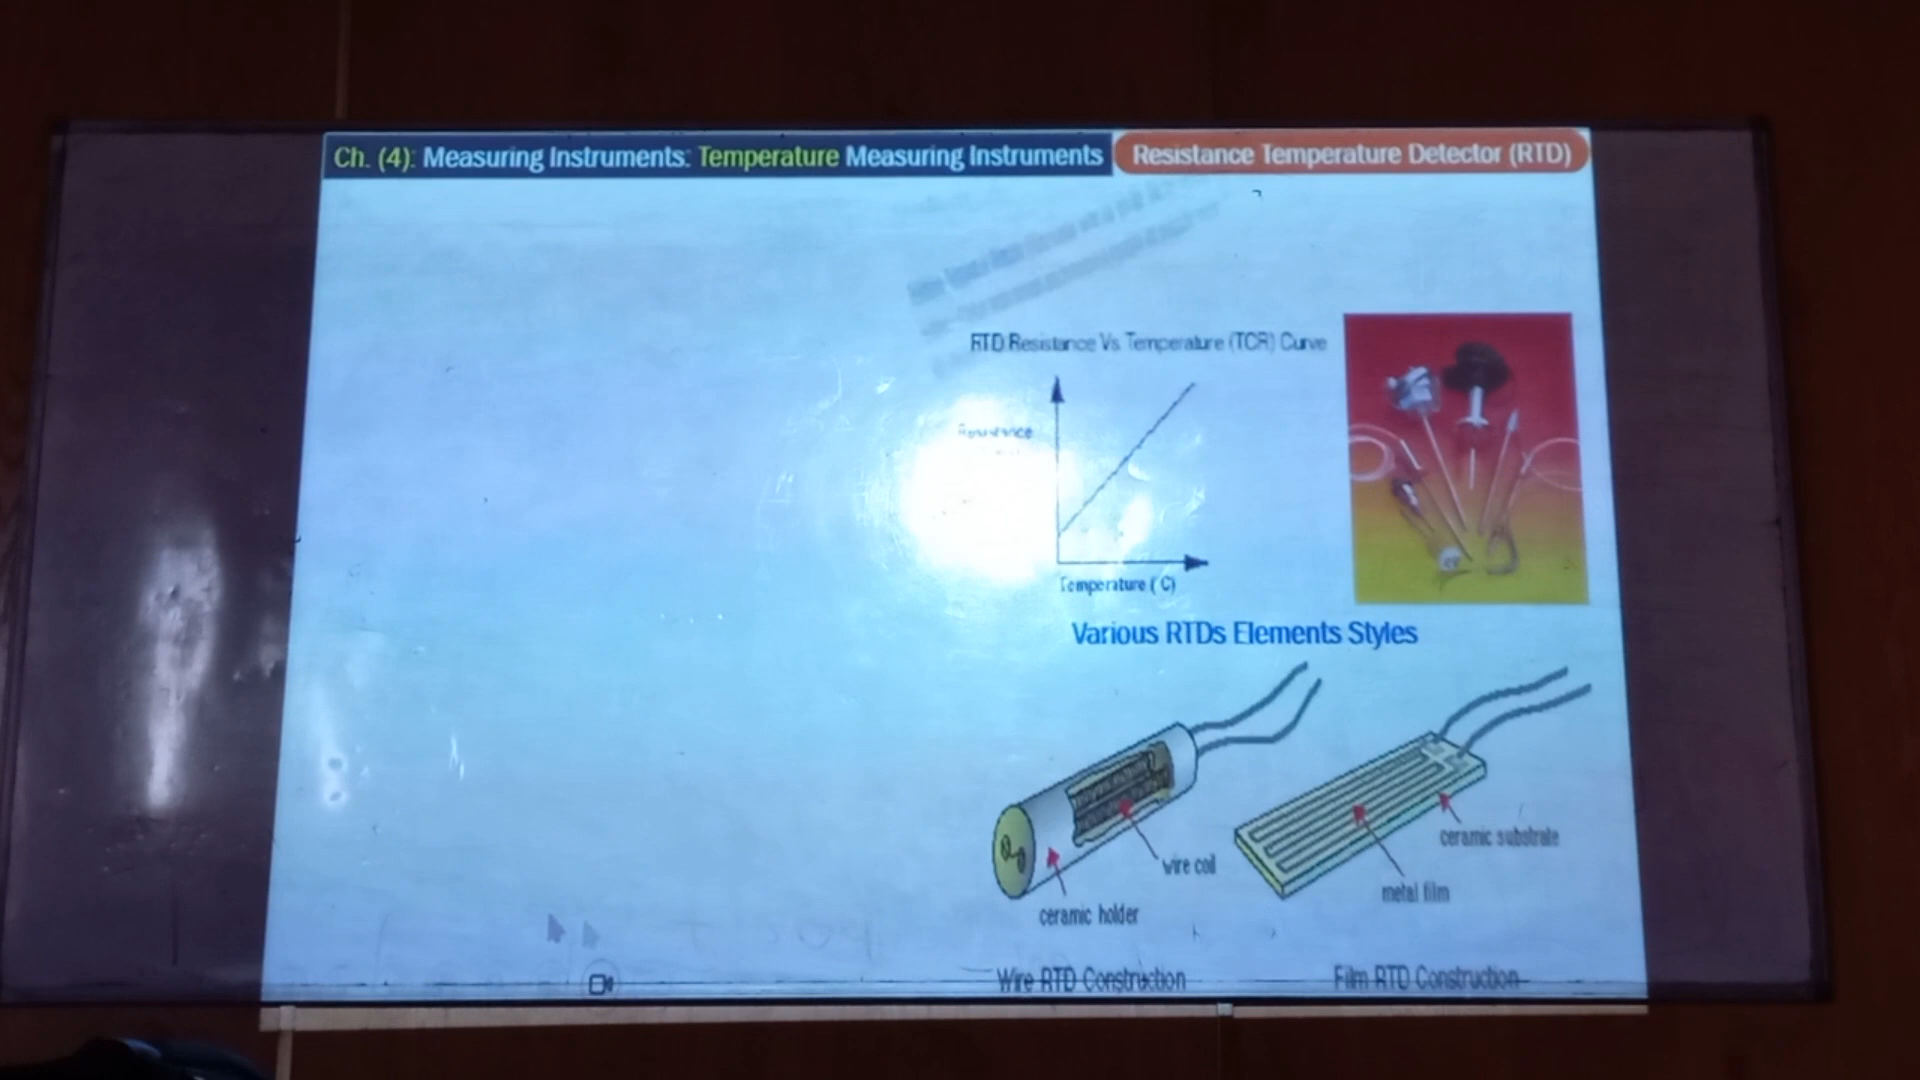 Ch. (4): Measuring Instruments: Temperature Measuring Instruments
Resistance Temperature Detector (RTD)
RTD Resistance Vs. Temperature (TCR) Curve
Resistance
Temperature ( C)
Various RTDs Elements Styles
wire coil
ceramic holder
ceramic substrate
metal film
Wire RTD Construction
Film RTD Construction